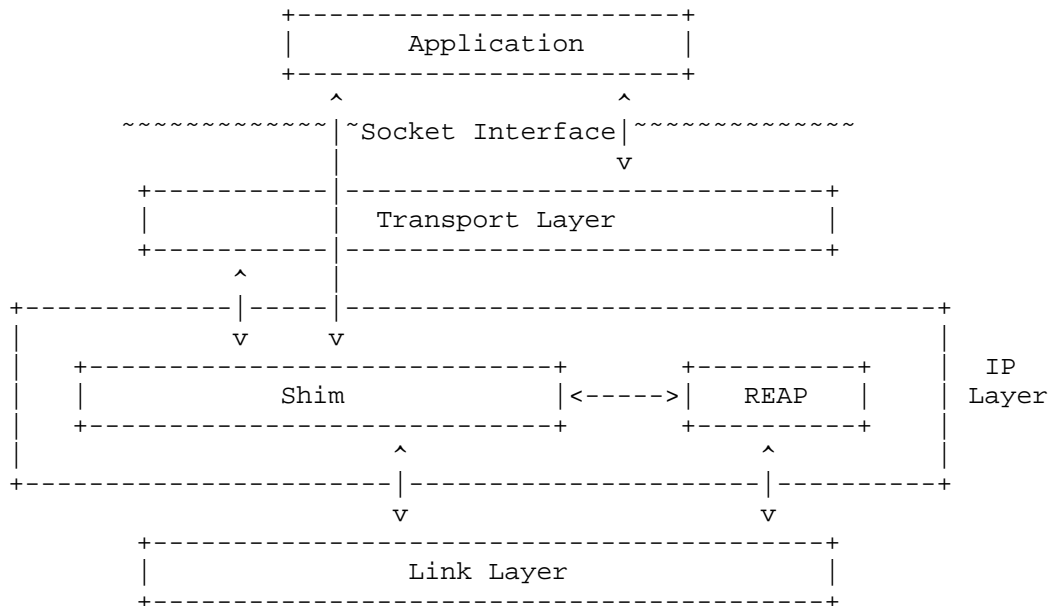 Application
Socket Interface
Transport Layer
IP
Shim
REAP
Layer
Link Layer